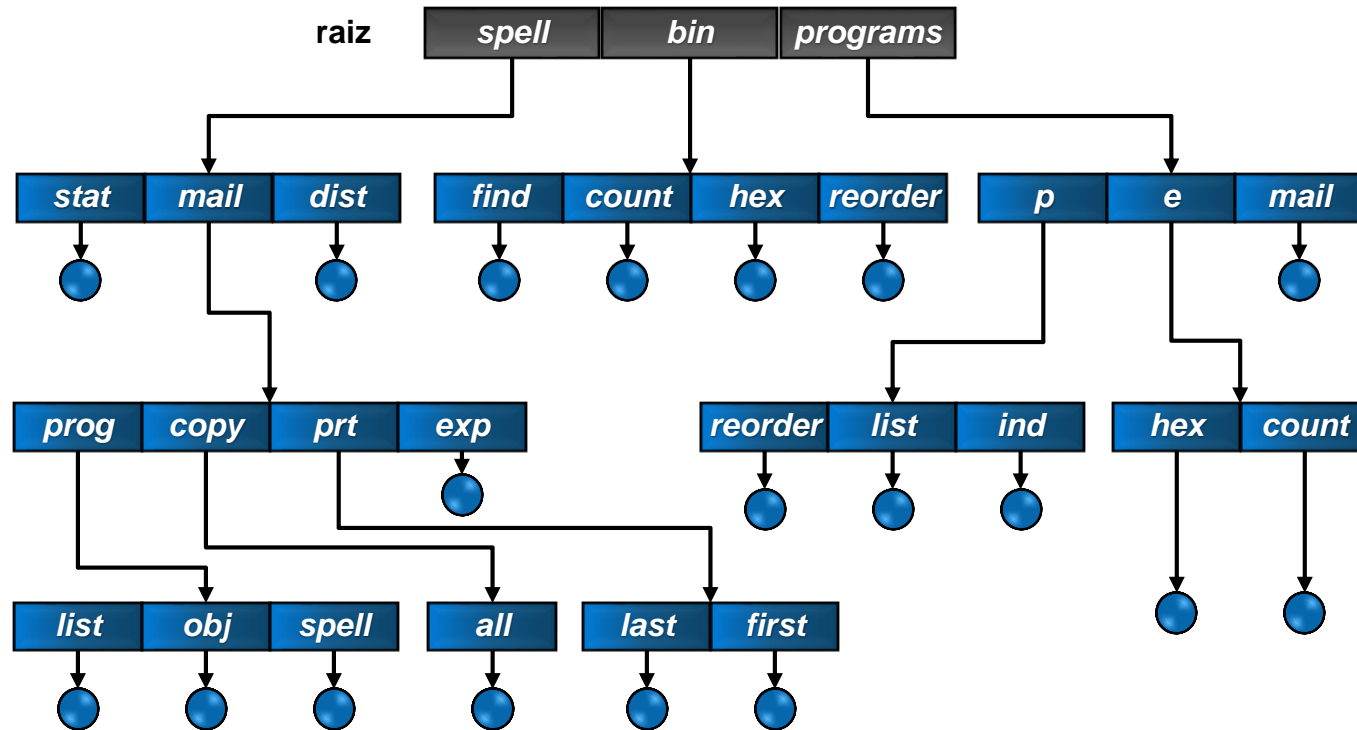 raiz spell bin programs
stat mail dist find count hex reorder p e mail
prog copy prt exp reorder list ind hex count
list obj spell all last first